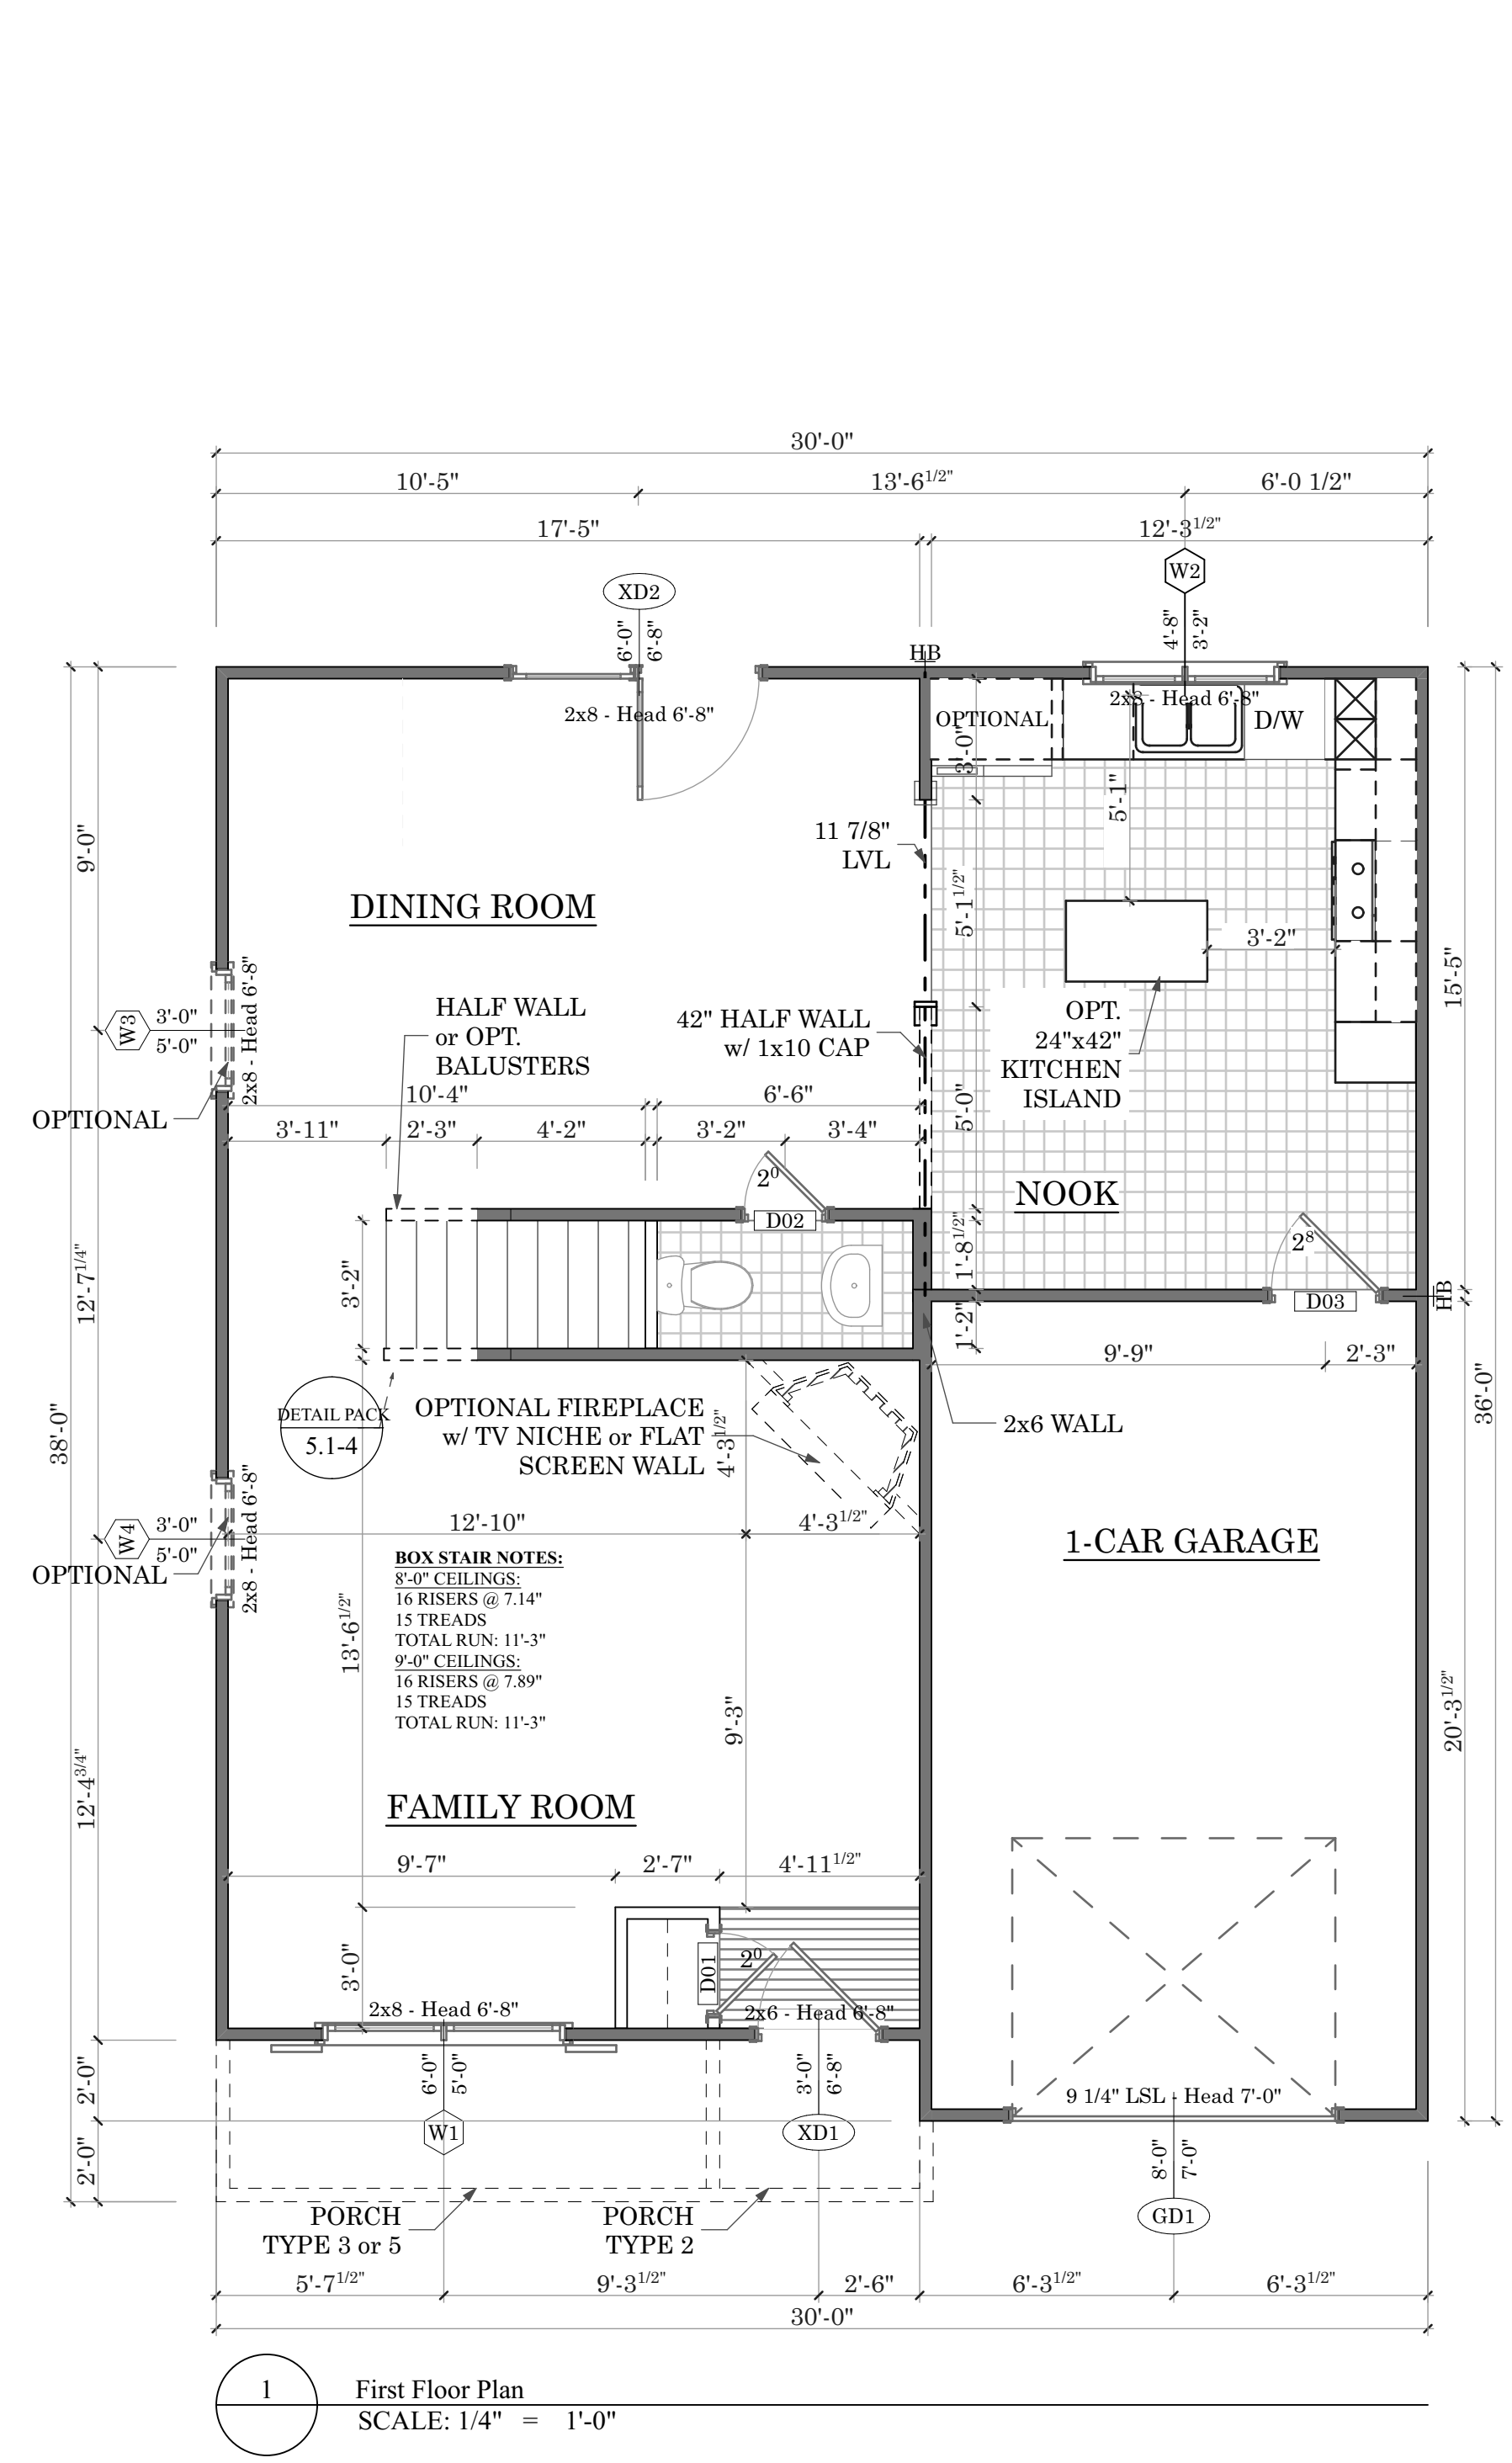 30'-0"
10'-5" 13'-6 1/2" 6'-0 1/2"
17'-5" 12'-3 1/2"
W2
XD2
4'-8"
3'-2"
6'-0"
6'-8"
HB
2x8 - Head 6'-8"
2x8 - Head 6'-8"
OPTIONAL
D/W
3'-0"
5'-1"
9'-0"
11 7/8"
LVL
5'-1 1/2"
DINING ROOM
3'-2"
15'-5"
W3
3'-0"
5'-0"
2x8 - Head 6'-8"
OPTIONAL
HALF WALL
or OPT.
BALUSTERS
42" HALF WALL
w/ 1x10 CAP
OPT.
24"x42"
KITCHEN
ISLAND
10'-4" 6'-6"
3'-11" 2'-3" 4'-2" 3'-2" 3'-4"
5'-0"
2⁰
D02
NOOK
1'-8 1/2"
2⁸
D03
HB
12'-7 1/4"
3'-2"
1'-2"
9'-9" 2'-3"
38'-0"
36'-0"
DETAIL PACK
5.1-4
OPTIONAL FIREPLACE
w/ TV NICHE or FLAT
SCREEN WALL
4'-3 1/2"
2x6 WALL
W4
3'-0"
5'-0"
2x8 - Head 6'-8"
OPTIONAL
12'-10" 4'-3 1/2"
1-CAR GARAGE
BOX STAIR NOTES:
8'-0" CEILINGS:
16 RISERS @ 7.14"
15 TREADS
TOTAL RUN: 11'-3"
9'-0" CEILINGS:
16 RISERS @ 7.89"
15 TREADS
TOTAL RUN: 11'-3"
13'-6 1/2"
9'-3"
20'-3 1/2"
12'-4 3/4"
FAMILY ROOM
9'-7" 2'-7" 4'-11 1/2"
3'-0"
D01
2⁰
2x8 - Head 6'-8"
2x6 - Head 6'-8"
2'-0"
6'-0"
5'-0"
3'-0"
6'-8"
9 1/4" LSL - Head 7'-0"
W1
XD1
2'-0"
8'-0"
7'-0"
GD1
PORCH
TYPE 3 or 5
PORCH
TYPE 2
5'-7 1/2" 9'-3 1/2" 2'-6" 6'-3 1/2" 6'-3 1/2"
30'-0"
1
First Floor Plan
SCALE: 1/4" = 1'-0"